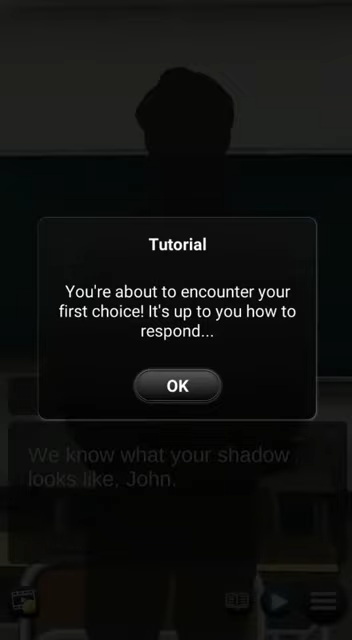 Tutorial
You're about to encounter your
first choice! It's up to you how to
respond...
OK
We know what your shadow
looks like, John.